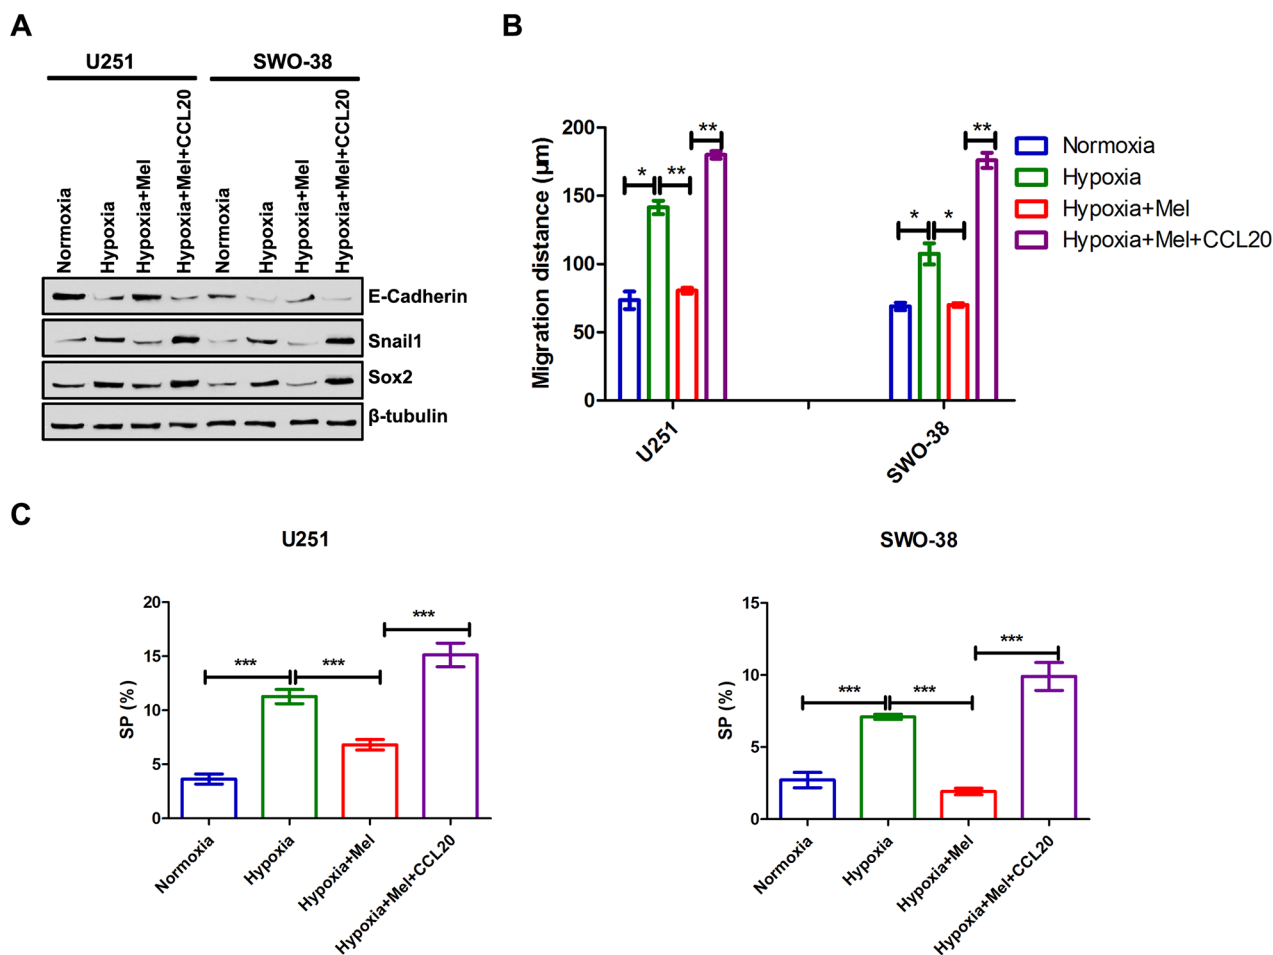 A
U251 SWO-38
Normoxia
Hypoxia
Hypoxia+Mel
Hypoxia+Mel+CCL20
Normoxia
Hypoxia
Hypoxia+Mel
Hypoxia+Mel+CCL20
E-Cadherin
Snail1
Sox2
β-tubulin
B
Migration distance (µm)
200
150
100
50
0
* ** **
* * **
U251
SWO-38
Normoxia
Hypoxia
Hypoxia+Mel
Hypoxia+Mel+CCL20
C
U251
SP (%)
20
15
10
5
0
*** *** ***
Normoxia
Hypoxia
Hypoxia+Mel
Hypoxia+Mel+CCL20
SWO-38
SP (%)
15
10
5
0
*** *** ***
Normoxia
Hypoxia
Hypoxia+Mel
Hypoxia+Mel+CCL20